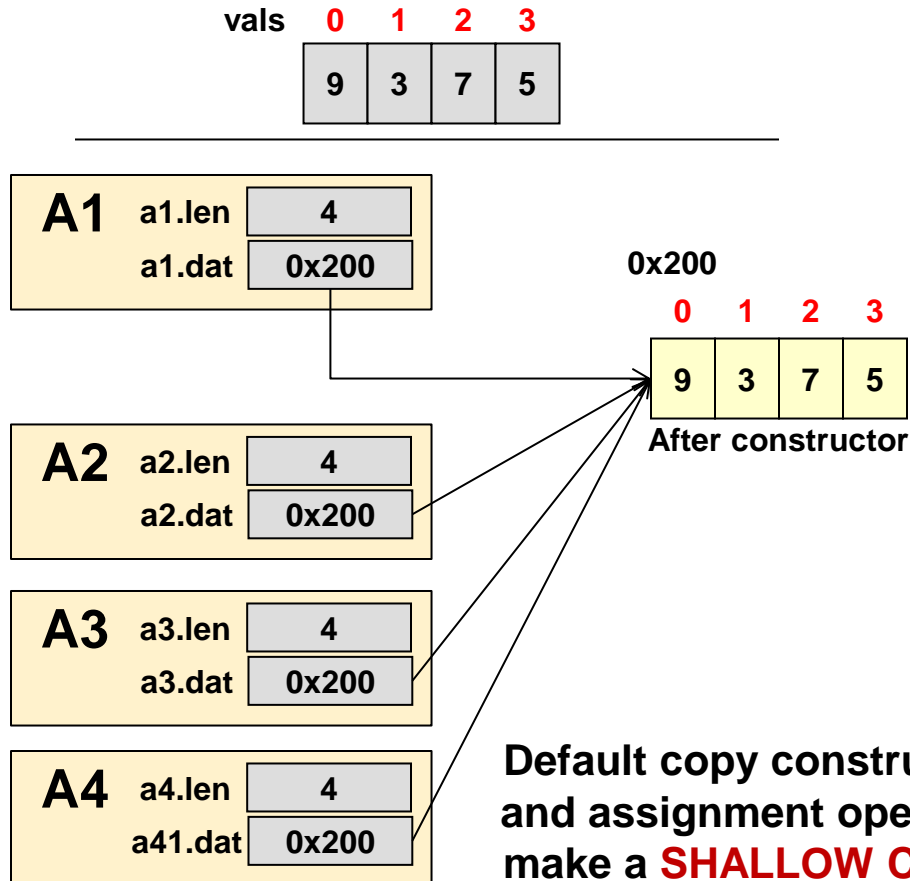 vals 0 1 2 3
9 3 7 5
A1 a1.len 4
a1.dat 0x200
0x200
0 1 2 3
9 3 7 5
After constructor
A2 a2.len 4
a2.dat 0x200
A3 a3.len 4
a3.dat 0x200
A4 a4.len 4
a41.dat 0x200
Default copy constru
and assignment ope
make a SHALLOW C